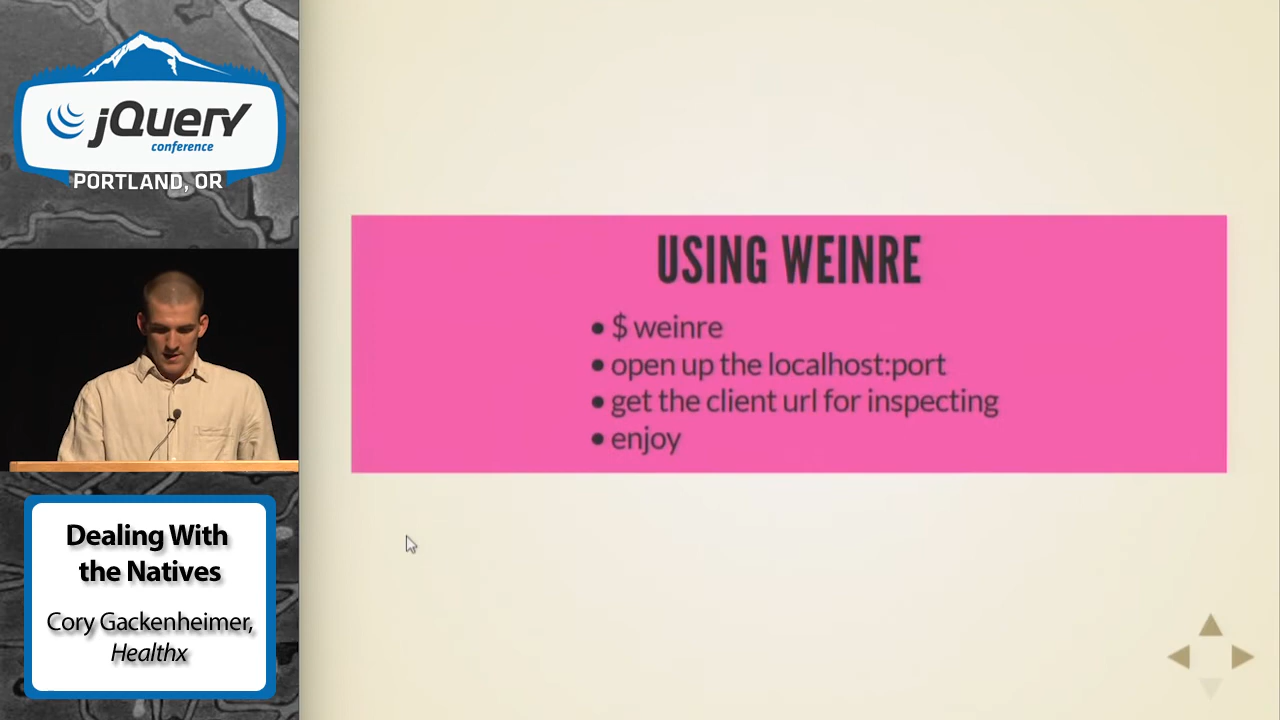 jQuery
conference
PORTLAND, OR
USING WEINRE
• $ weinre
• open up the localhost:port
• get the client url for inspecting
• enjoy
Dealing With
the Natives
Cory Gackenheimer,
Healthx